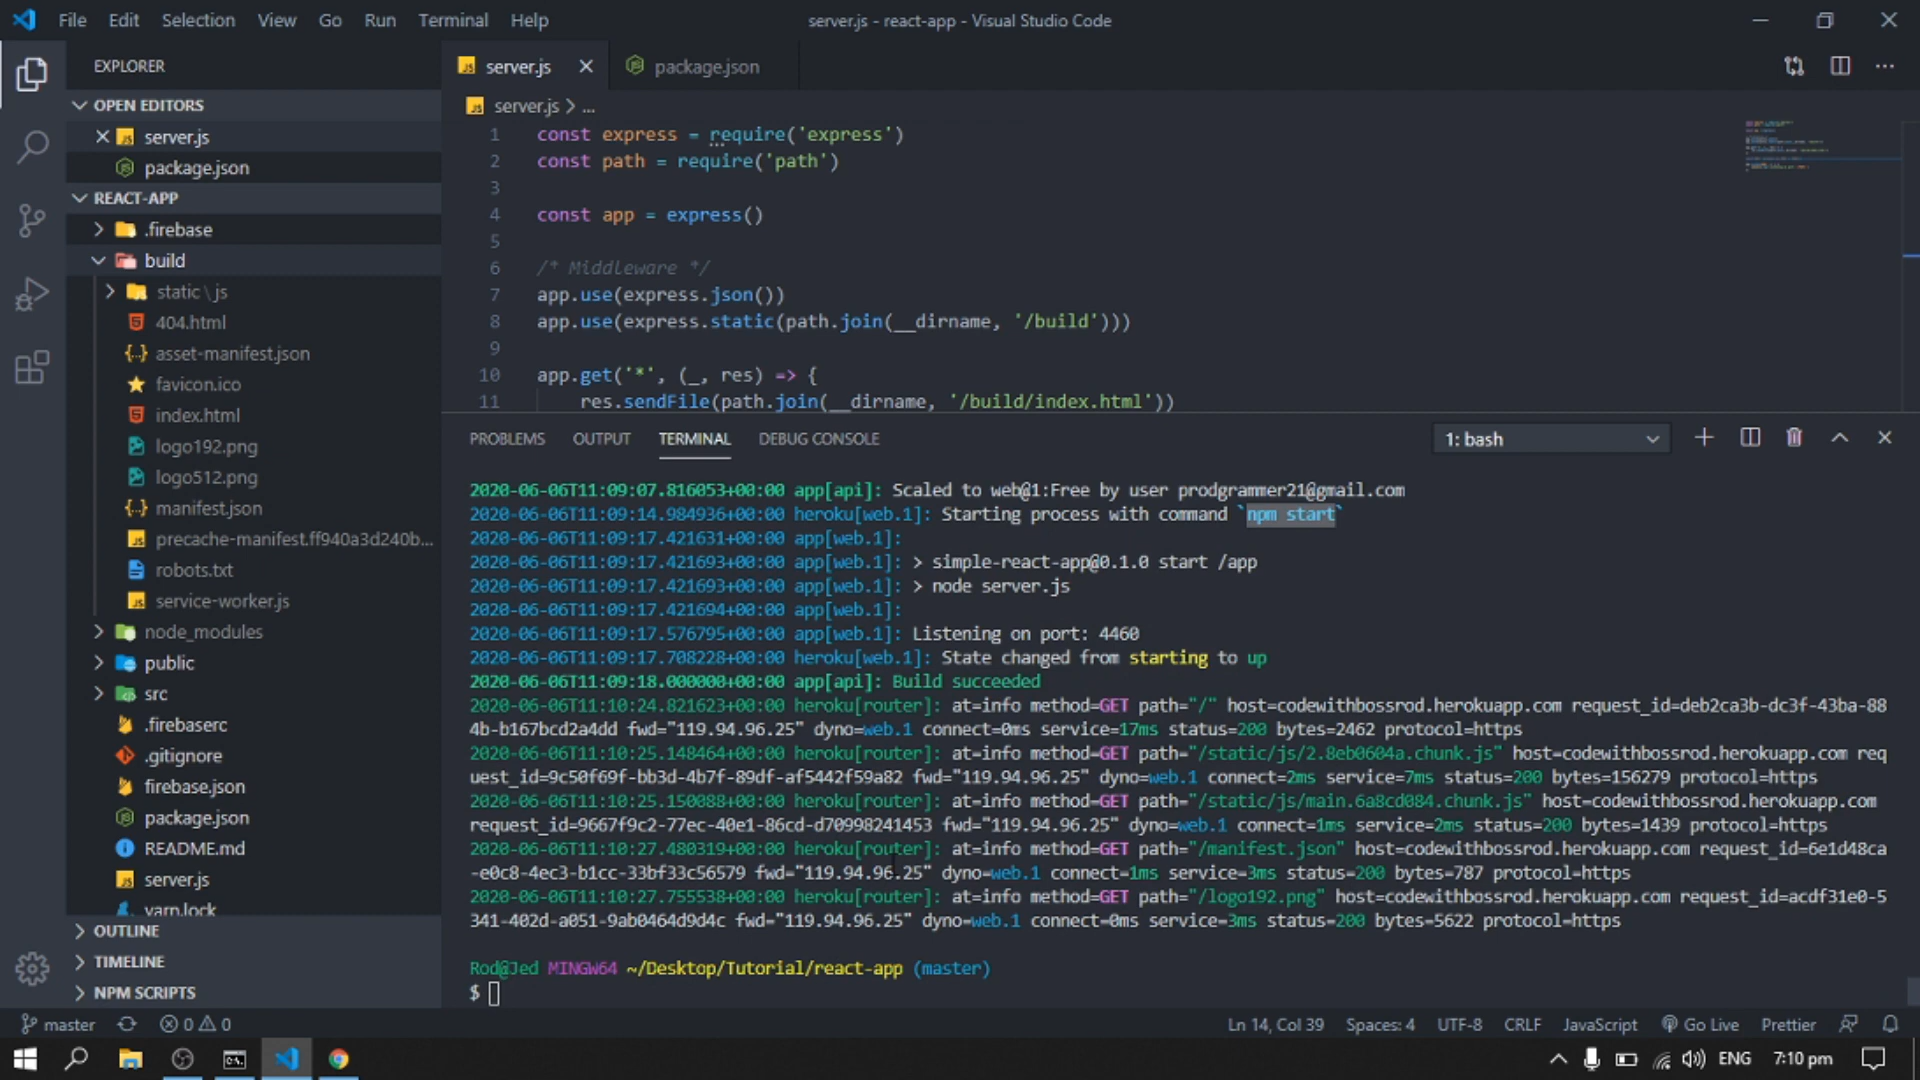 File Edit Selection View Go Run Terminal Help
server.js - react-app - Visual Studio Code
EXPLORER
OPEN EDITORS
server.js
package.json
REACT-APP
.firebase
build
static \ js
404.html
asset-manifest.json
favicon.ico
index.html
logo192.png
logo512.png
manifest.json
precache-manifest.ff940a3d240b...
robots.txt
service-worker.js
node_modules
public
src
.firebaserc
.gitignore
firebase.json
package.json
README.md
server.js
yarn.lock
OUTLINE
TIMELINE
NPM SCRIPTS
server.js
package.json
server.js > ...
1 const express = require('express')
2 const path = require('path')
3
4 const app = express()
5
6 /* Middleware */
7 app.use(express.json())
8 app.use(express.static(path.join(__dirname, '/build')))
9
10 app.get('*', (_, res) => {
11 res.sendFile(path.join(__dirname, '/build/index.html'))
PROBLEMS OUTPUT TERMINAL DEBUG CONSOLE
1: bash
2020-06-06T11:09:07.816053+00:00 app[api]: Scaled to web@1:Free by user prodgrammer21@gmail.com
2020-06-06T11:09:14.984936+00:00 heroku[web.1]: Starting process with command `npm start`
2020-06-06T11:09:17.421631+00:00 app[web.1]:
2020-06-06T11:09:17.421693+00:00 app[web.1]: > simple-react-app@0.1.0 start /app
2020-06-06T11:09:17.421693+00:00 app[web.1]: > node server.js
2020-06-06T11:09:17.421694+00:00 app[web.1]:
2020-06-06T11:09:17.576795+00:00 app[web.1]: Listening on port: 4460
2020-06-06T11:09:17.708228+00:00 heroku[web.1]: State changed from starting to up
2020-06-06T11:09:18.000000+00:00 app[api]: Build succeeded
2020-06-06T11:10:24.821623+00:00 heroku[router]: at=info method=GET path="/" host=codewithbossrod.herokuapp.com request_id=deb2ca3b-dc3f-43ba-88
4b-b167bcd2a4dd fwd="119.94.96.25" dyno=web.1 connect=0ms service=17ms status=200 bytes=2462 protocol=https
2020-06-06T11:10:25.148464+00:00 heroku[router]: at=info method=GET path="/static/js/2.8eb0604a.chunk.js" host=codewithbossrod.herokuapp.com req
uest_id=9c50f69f-bb3d-4b7f-89df-af5442f59a82 fwd="119.94.96.25" dyno=web.1 connect=2ms service=7ms status=200 bytes=156279 protocol=https
2020-06-06T11:10:25.150088+00:00 heroku[router]: at=info method=GET path="/static/js/main.6a8cd084.chunk.js" host=codewithbossrod.herokuapp.com
request_id=9667f9c2-77ec-40e1-86cd-d70998241453 fwd="119.94.96.25" dyno=web.1 connect=1ms service=2ms status=200 bytes=1439 protocol=https
2020-06-06T11:10:27.480319+00:00 heroku[router]: at=info method=GET path="/manifest.json" host=codewithbossrod.herokuapp.com request_id=6e1d48ca
-e0c8-4ec3-b1cc-33bf33c56579 fwd="119.94.96.25" dyno=web.1 connect=1ms service=3ms status=200 bytes=787 protocol=https
2020-06-06T11:10:27.755538+00:00 heroku[router]: at=info method=GET path="/logo192.png" host=codewithbossrod.herokuapp.com request_id=acdf31e0-5
341-402d-a051-9ab0464d9d4c fwd="119.94.96.25" dyno=web.1 connect=0ms service=3ms status=200 bytes=5622 protocol=https
Rod@Jed MINGW64 ~/Desktop/Tutorial/react-app (master)
$
master 0 0 Ln 14, Col 39 Spaces: 4 UTF-8 CRLF JavaScript Go Live Prettier
ENG 7:10 pm